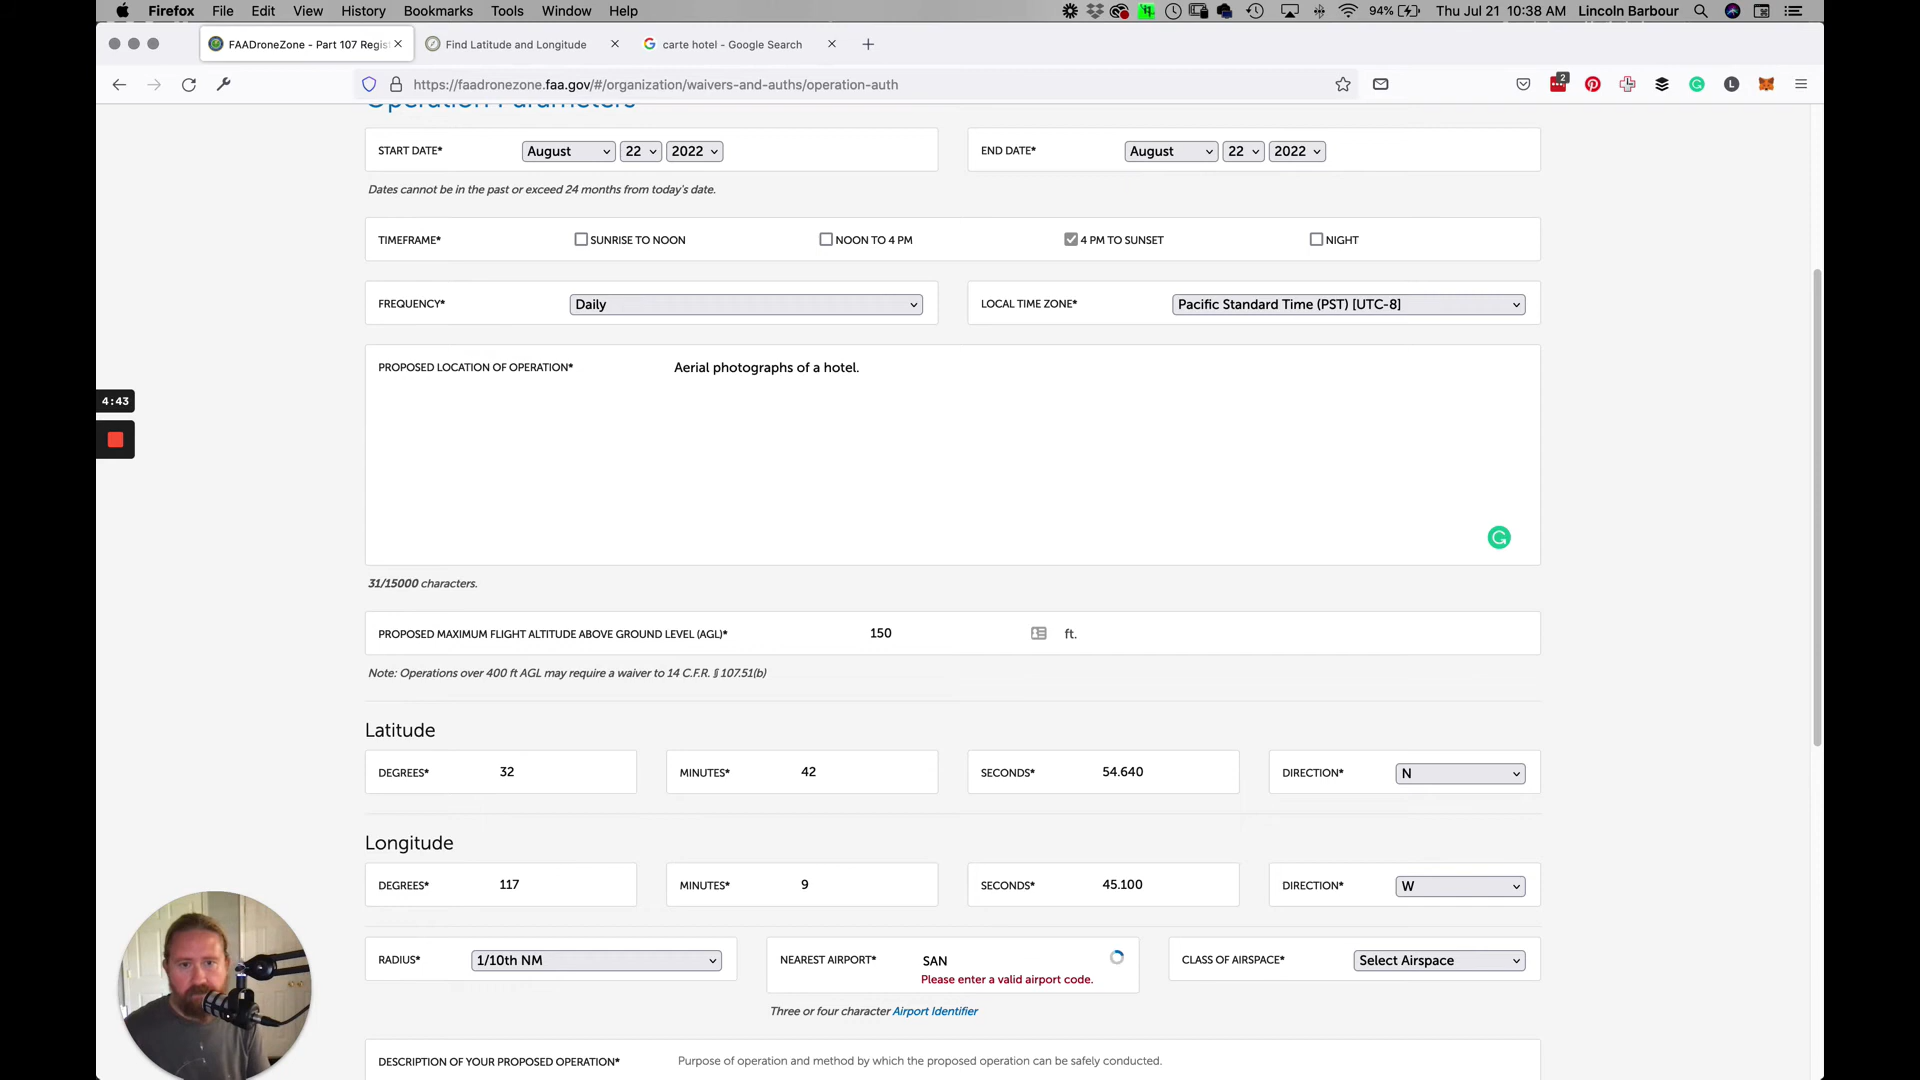 Firefox File Edit View History Bookmarks Tools Window Help 94% Thu Jul 21 10:38 AM Lincoln Barbour
FAADroneZone - Part 107 Regis Find Latitude and Longitude carte hotel - Google Search
https://faadronezone.faa.gov/#/organization/waivers-and-auths/operation-auth 2 L
Operation Parameters
START DATE* August 22 2022 END DATE* August 22 2022
Dates cannot be in the past or exceed 24 months from today's date.
TIMEFRAME* SUNRISE TO NOON NOON TO 4 PM 4 PM TO SUNSET NIGHT
FREQUENCY* Daily LOCAL TIME ZONE* Pacific Standard Time (PST) [UTC-8]
PROPOSED LOCATION OF OPERATION* Aerial photographs of a hotel.
4:43
31/15000 characters.
PROPOSED MAXIMUM FLIGHT ALTITUDE ABOVE GROUND LEVEL (AGL)* 150 ft.
Note: Operations over 400 ft AGL may require a waiver to 14 C.F.R. § 107.51(b)
Latitude
DEGREES* 32 MINUTES* 42 SECONDS* 54.640 DIRECTION* N
Longitude
DEGREES* 117 MINUTES* 9 SECONDS* 45.100 DIRECTION* W
RADIUS* 1/10th NM NEAREST AIRPORT* SAN CLASS OF AIRSPACE* Select Airspace
Please enter a valid airport code.
Three or four character Airport Identifier
DESCRIPTION OF YOUR PROPOSED OPERATION* Purpose of operation and method by which the proposed operation can be safely conducted.